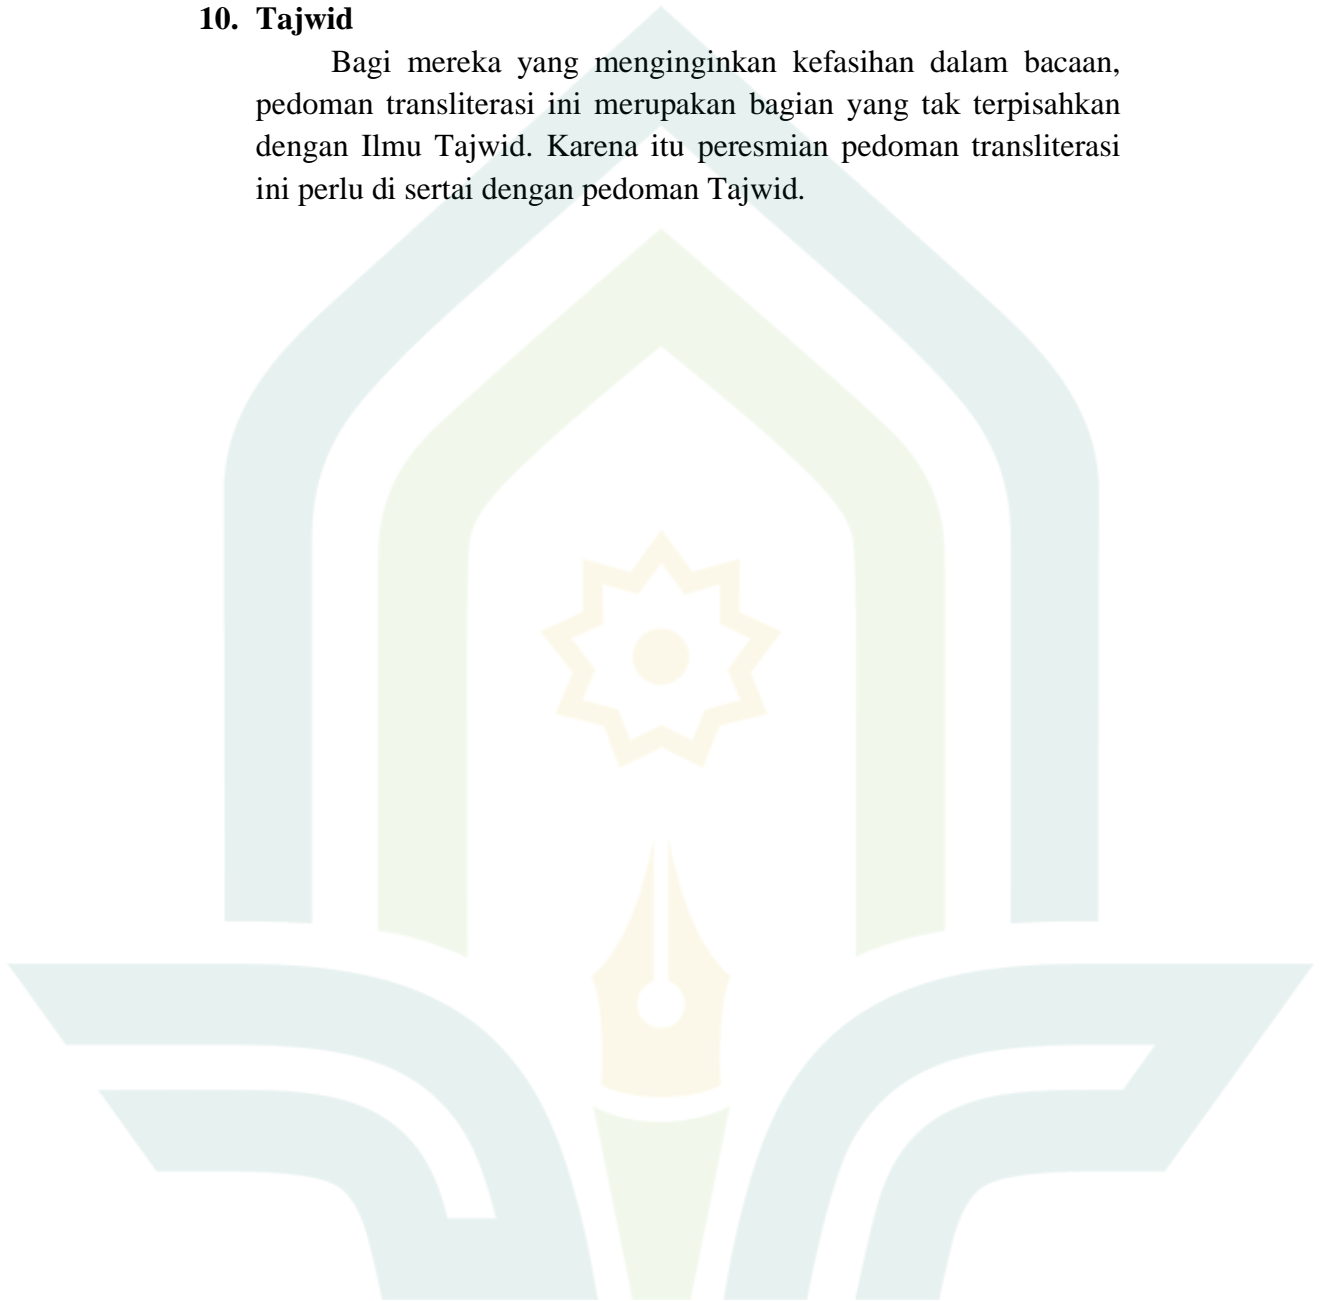 10. Tajwid
Bagi mereka yang menginginkan kefasihan dalam bacaan,
pedoman transliterasi ini merupakan bagian yang tak terpisahkan
dengan Ilmu Tajwid. Karena itu peresmian pedoman transliterasi
ini perlu di sertai dengan pedoman Tajwid.